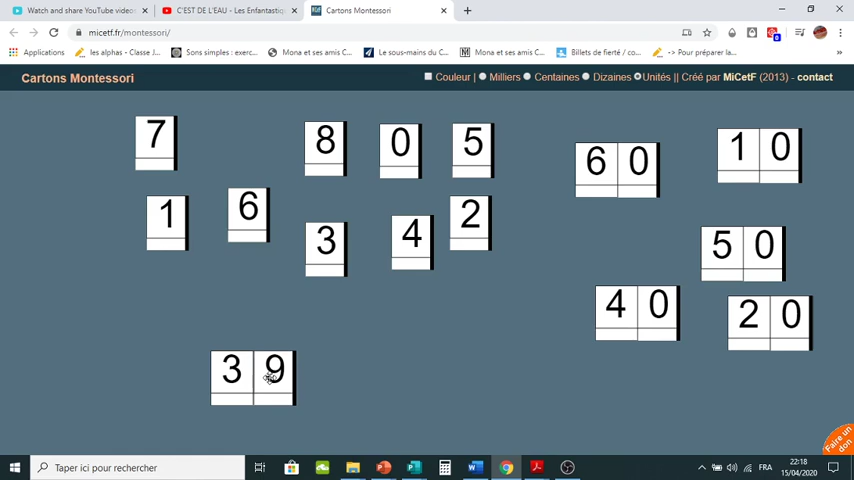 Watch and share YouTube video
C'EST DE L'EAU - Les Enfantastiq
Cartons Montessori
micetf.fr/montessori/
Applications
les alphas - Classe J...
Sons simples : exerc...
Mona et ses amis C...
Le sous-mains du C...
Mona et ses amis C...
Billets de fierté / co...
-> Pour préparer la...
Cartons Montessori
Couleur | Milliers Centaines Dizaines Unités || Créé par MiCetF (2013) - contact
7 8 0 5 60 10
1 6 3 4 2 50
40 20
39
Faire un don
Taper ici pour rechercher
FRA
22:18
15/04/2020